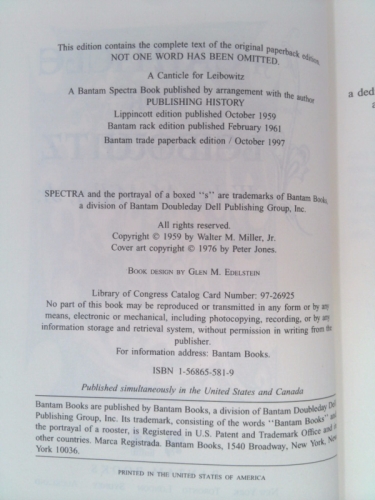 This edition contains the complete text of the original paperback edition.
NOT ONE WORD HAS BEEN OMITTED.
A Canticle for Leibowitz
A Bantam Spectra Book published by arrangement with the author
PUBLISHING HISTORY
Lippincott edition published October 1959
Bantam rack edition published February 1961
Bantam trade paperback edition / October 1997
SPECTRA and the portrayal of a boxed "s" are trademarks of Bantam Books,
a division of Bantam Doubleday Dell Publishing Group, Inc.
All rights reserved.
Copyright © 1959 by Walter M. Miller, Jr.
Cover art copyright © 1976 by Peter Jones.
BOOK DESIGN BY GLEN M. EDELSTEIN
Library of Congress Catalog Card Number: 97-26925
No part of this book may be reproduced or transmitted in any form or by any
means, electronic or mechanical, including photocopying, recording, or by any
information storage and retrieval system, without permission in writing from the
publisher.
For information address: Bantam Books.
ISBN 1-56865-581-9
Published simultaneously in the United States and Canada
Bantam Books are published by Bantam Books, a division of Bantam Doubleday Dell
Publishing Group, Inc. Its trademark, consisting of the words "Bantam Books" and
the portrayal of a rooster, is Registered in U.S. Patent and Trademark Office and in
other countries. Marca Registrada. Bantam Books, 1540 Broadway, New York, New
York 10036.
PRINTED IN THE UNITED STATES OF AMERICA
a ded